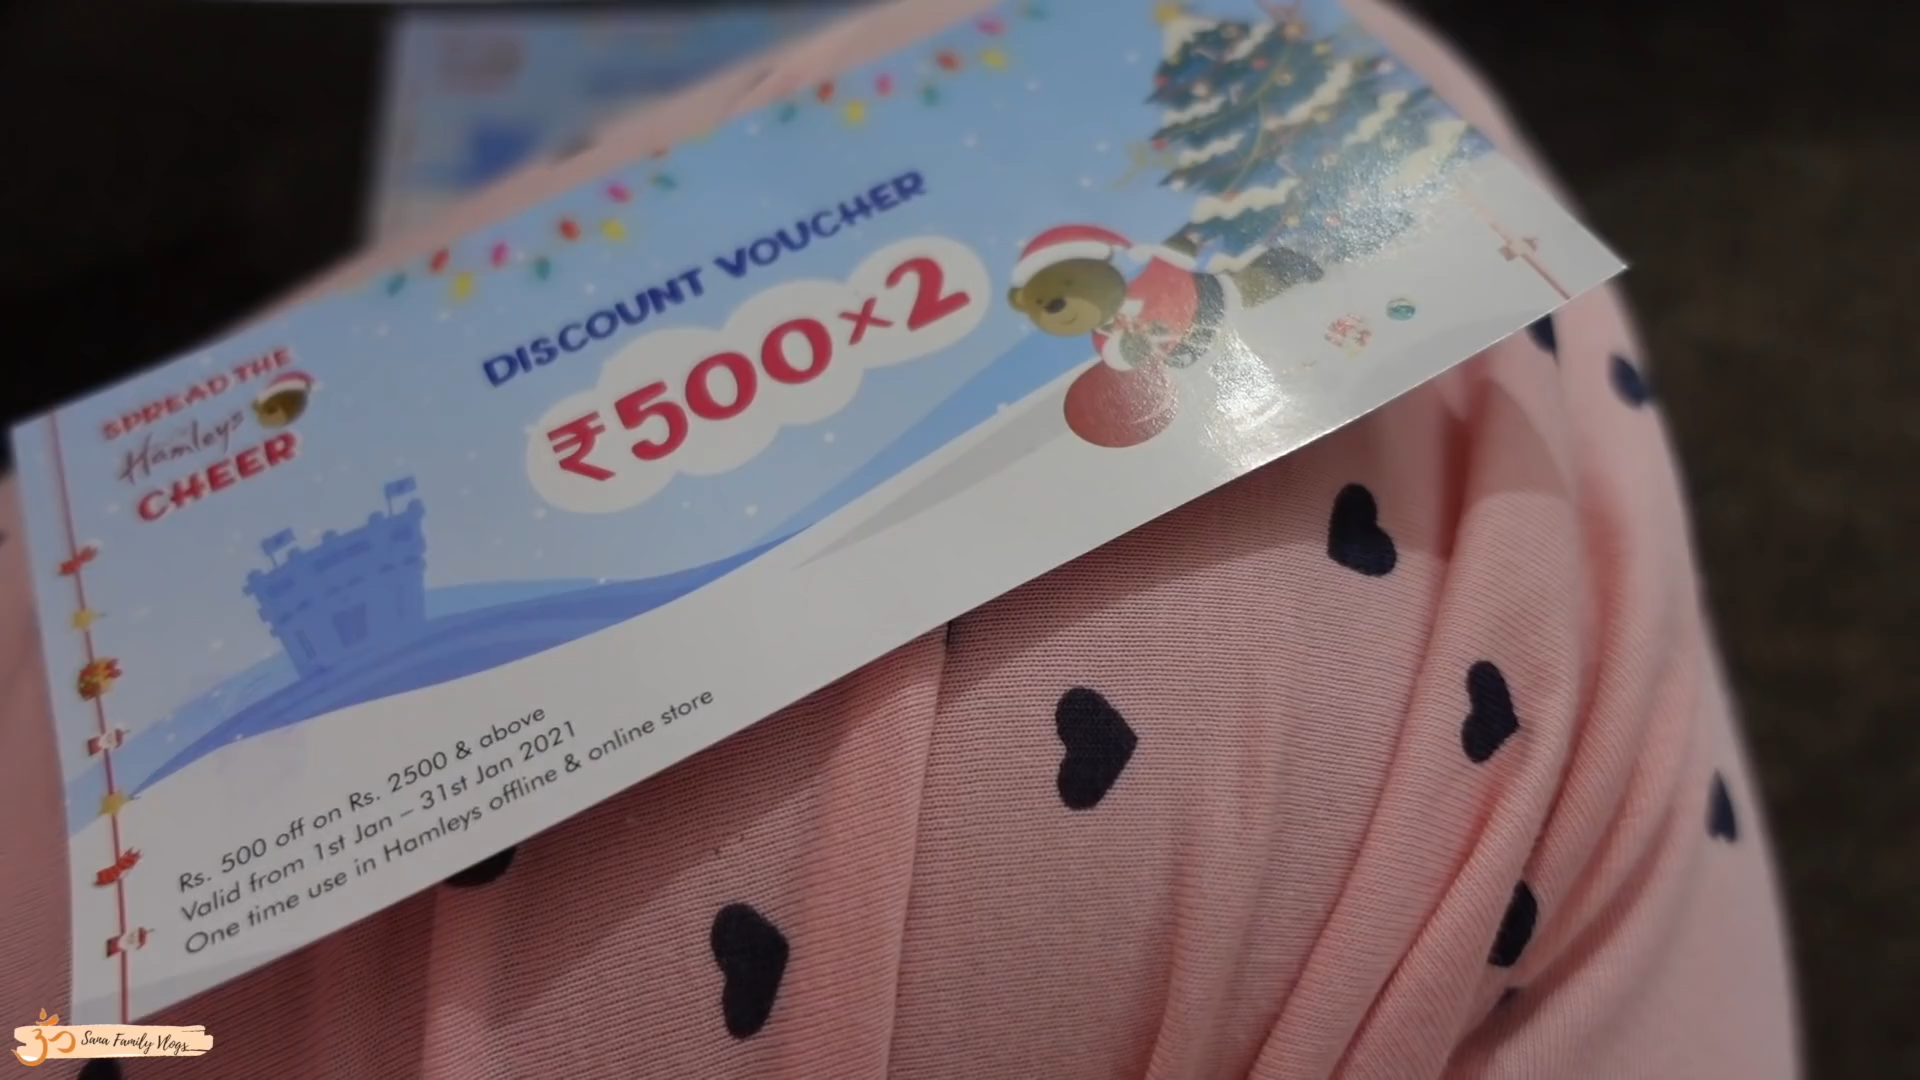 SPREAD THE
Hamleys
CHEER
DISCOUNT VOUCHER
₹500×2
Rs. 500 off on Rs. 2500 & above
Valid from 1st Jan – 31st Jan 2021
One time use in Hamleys offline & online store
Sana Family Vlogs